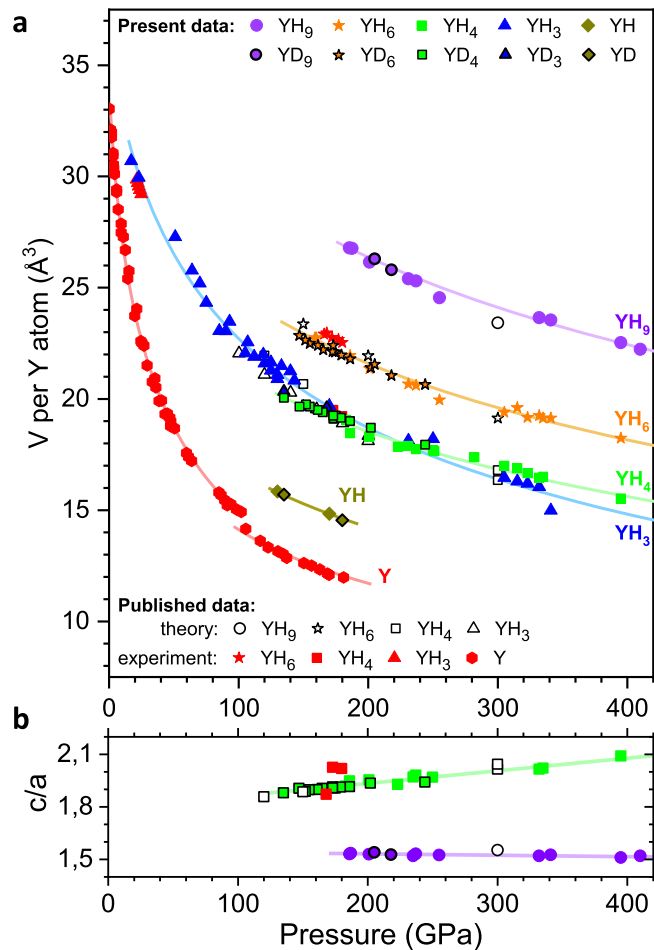 a
Present data: YH₉ YH₆ YH₄ YH₃ YH
YD₉ YD₆ YD₄ YD₃ YD
35
30
25
20
15
10
V per Y atom (Å³)
YH₉
YH₆
YH₄
YH₃
YH
Y
Published data:
theory: YH₉ YH₆ YH₄ YH₃
experiment: YH₆ YH₄ YH₃ Y
0 100 200 300 400
b
2,1
1,8
1,5
c/a
0 100 200 300 400
Pressure (GPa)